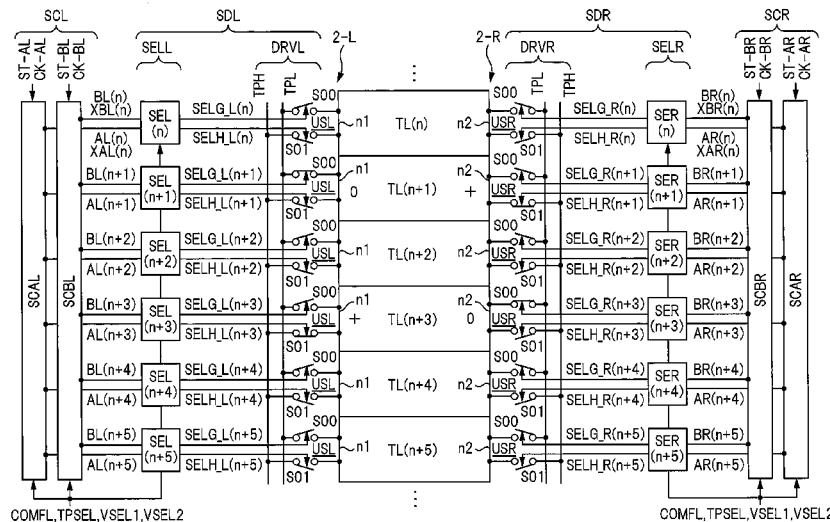 SCL SDL SDR SCR
ST-AL CK-AL ST-BL CK-BL SELL DRVL 2-L 2-R DRVR SELR ST-BR CK-BR ST-AR CK-AR
TPH TPL TPL TPH
BL(n) XBL(n) SEL (n) SELG_L(n) S00 S00 SELG_R(n) SER (n) BR(n) XBR(n)
AL(n) XAL(n) SELH_L(n) S01 USL n1 TL(n) n2 USR S01 SELH_R(n) AR(n) XAR(n)
BL(n+1) SEL (n+1) SELG_L(n+1) S00 n1 n2 S00 SELG_R(n+1) SER (n+1) BR(n+1)
AL(n+1) SELH_L(n+1) S01 USL 0 TL(n+1) + USR S01 SELH_R(n+1) AR(n+1)
BL(n+2) SEL (n+2) SELG_L(n+2) S00 S00 SELG_R(n+2) SER (n+2) BR(n+2)
AL(n+2) SELH_L(n+2) S01 USL n1 TL(n+2) n2 USR S01 SELH_R(n+2) AR(n+2)
BL(n+3) SEL (n+3) SELG_L(n+3) S00 n1 n2 S00 SELG_R(n+3) SER (n+3) BR(n+3)
AL(n+3) SELH_L(n+3) S01 USL + TL(n+3) 0 USR S01 SELH_R(n+3) AR(n+3)
BL(n+4) SEL (n+4) SELG_L(n+4) S00 S00 SELG_R(n+4) SER (n+4) BR(n+4)
AL(n+4) SELH_L(n+4) S01 USL n1 TL(n+4) n2 USR S01 SELH_R(n+4) AR(n+4)
BL(n+5) SEL (n+5) SELG_L(n+5) S00 S00 SELG_R(n+5) SER (n+5) BR(n+5)
AL(n+5) SELH_L(n+5) S01 USL n1 TL(n+5) n2 USR S01 SELH_R(n+5) AR(n+5)
SCAL SCBL SCBR SCAR
COMFL,TPSEL,VSEL1,VSEL2 COMFL,TPSEL,VSEL1,VSEL2